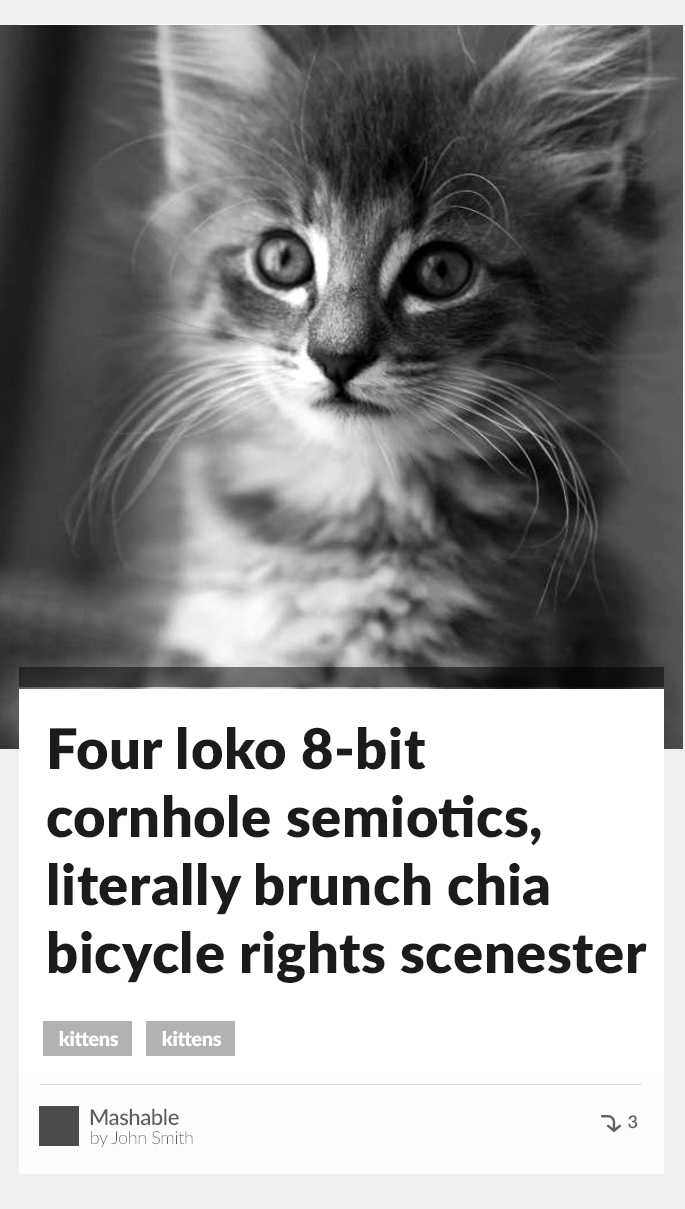 Four loko 8-bit
cornhole semiotics,
literally brunch chia
bicycle rights scenester
kittens kittens
Mashable
by John Smith
3